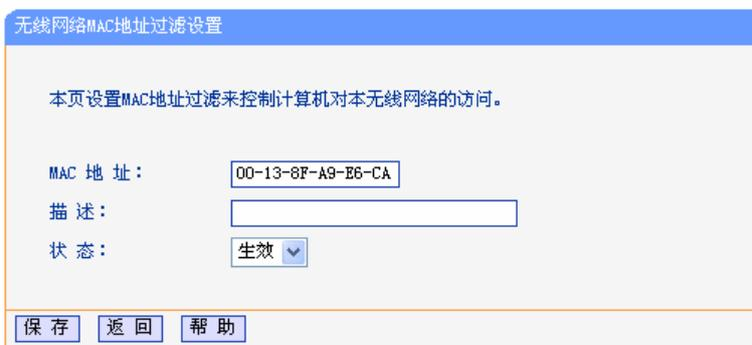 无线网络MAC地址过滤设置
本页设置MAC地址过滤来控制计算机对本无线网络的访问。
MAC 地 址： 00-13-8F-A9-E6-CA
描 述：
状 态： 生效
保 存 返 回 帮 助